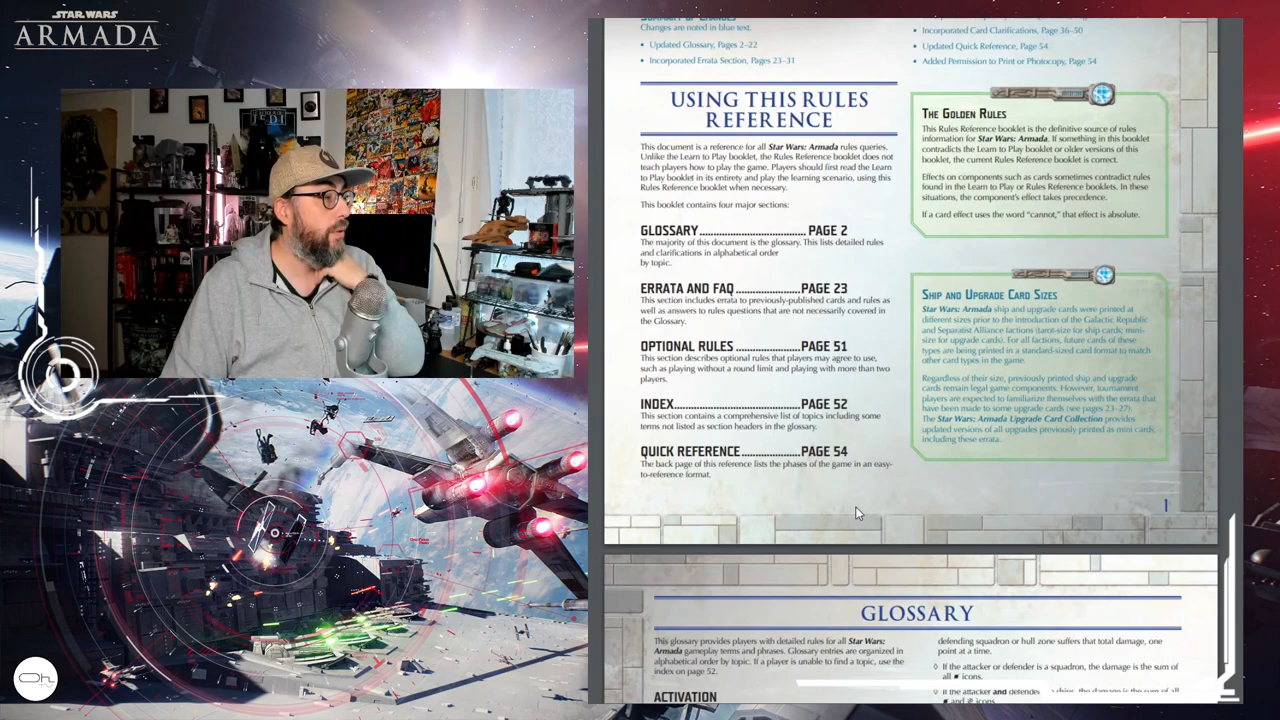 STAR WARS
ARMADA
Changes are noted in blue text.
• Updated Glossary, Pages 2–22
• Incorporated Errata Section, Pages 23–31
• Incorporated Card Clarifications, Page 36–50
• Updated Quick Reference, Page 54
• Added Permission to Print or Photocopy, Page 54
USING THIS RULES
REFERENCE
This document is a reference for all Star Wars: Armada rules queries.
Unlike the Learn to Play booklet, the Rules Reference booklet does not
teach players how to play the game. Players should first read the Learn
to Play booklet in its entirety and play the learning scenario, using this
Rules Reference booklet when necessary.
This booklet contains four major sections:
GLOSSARY.................................. PAGE 2
The majority of this document is the glossary. This lists detailed rules
and clarifications in alphabetical order
by topic.
ERRATA AND FAQ.....................PAGE 23
This section includes errata to previously-published cards and rules as
well as answers to rules questions that are not necessarily covered in
the Glossary.
OPTIONAL RULES.....................PAGE 51
This section describes optional rules that players may agree to use,
such as playing without a round limit and playing with more than two
players.
INDEX........................................PAGE 52
This section contains a comprehensive list of topics including some
terms not listed as section headers in the glossary.
QUICK REFERENCE...................PAGE 54
The back page of this reference lists the phases of the game in an easy-
to-reference format.
THE GOLDEN RULES
This Rules Reference booklet is the definitive source of rules
information for Star Wars: Armada. If something in this booklet
contradicts the Learn to Play booklet or older versions of this
booklet, the current Rules Reference booklet is correct.
Effects on components such as cards sometimes contradict rules
found in the Learn to Play or Rules Reference booklets. In these
situations, the component's effect takes precedence.
If a card effect uses the word “cannot,” that effect is absolute.
SHIP AND UPGRADE CARD SIZES
Star Wars: Armada ship and upgrade cards were printed at
different sizes prior to the introduction of the Galactic Republic
and Separatist Alliance factions (tarot-size for ship cards; mini-
size for upgrade cards). For all factions, future cards of these
types are being printed in a standard-sized card format to match
other card types in the game.
Regardless of their size, previously printed ship and upgrade
cards remain legal game components. However, tournament
players are expected to familiarize themselves with the errata that
have been made to some upgrade cards (see pages 23–27).
The Star Wars: Armada Upgrade Card Collection provides
updated versions of all upgrades previously printed as mini cards,
including these errata.
1
GLOSSARY
This glossary provides players with detailed rules for all Star Wars:
Armada gameplay terms and phrases. Glossary entries are organized in
alphabetical order by topic. If a player is unable to find a topic, use the
index on page 52.
ACTIVATION
defending squadron or hull zone suffers that total damage, one
point at a time.
◊ If the attacker or defender is a squadron, the damage is the sum of
all icons.
◊ If the attacker and ships, the damage is the sum of all
and icons
JEDI
YOU
Oh